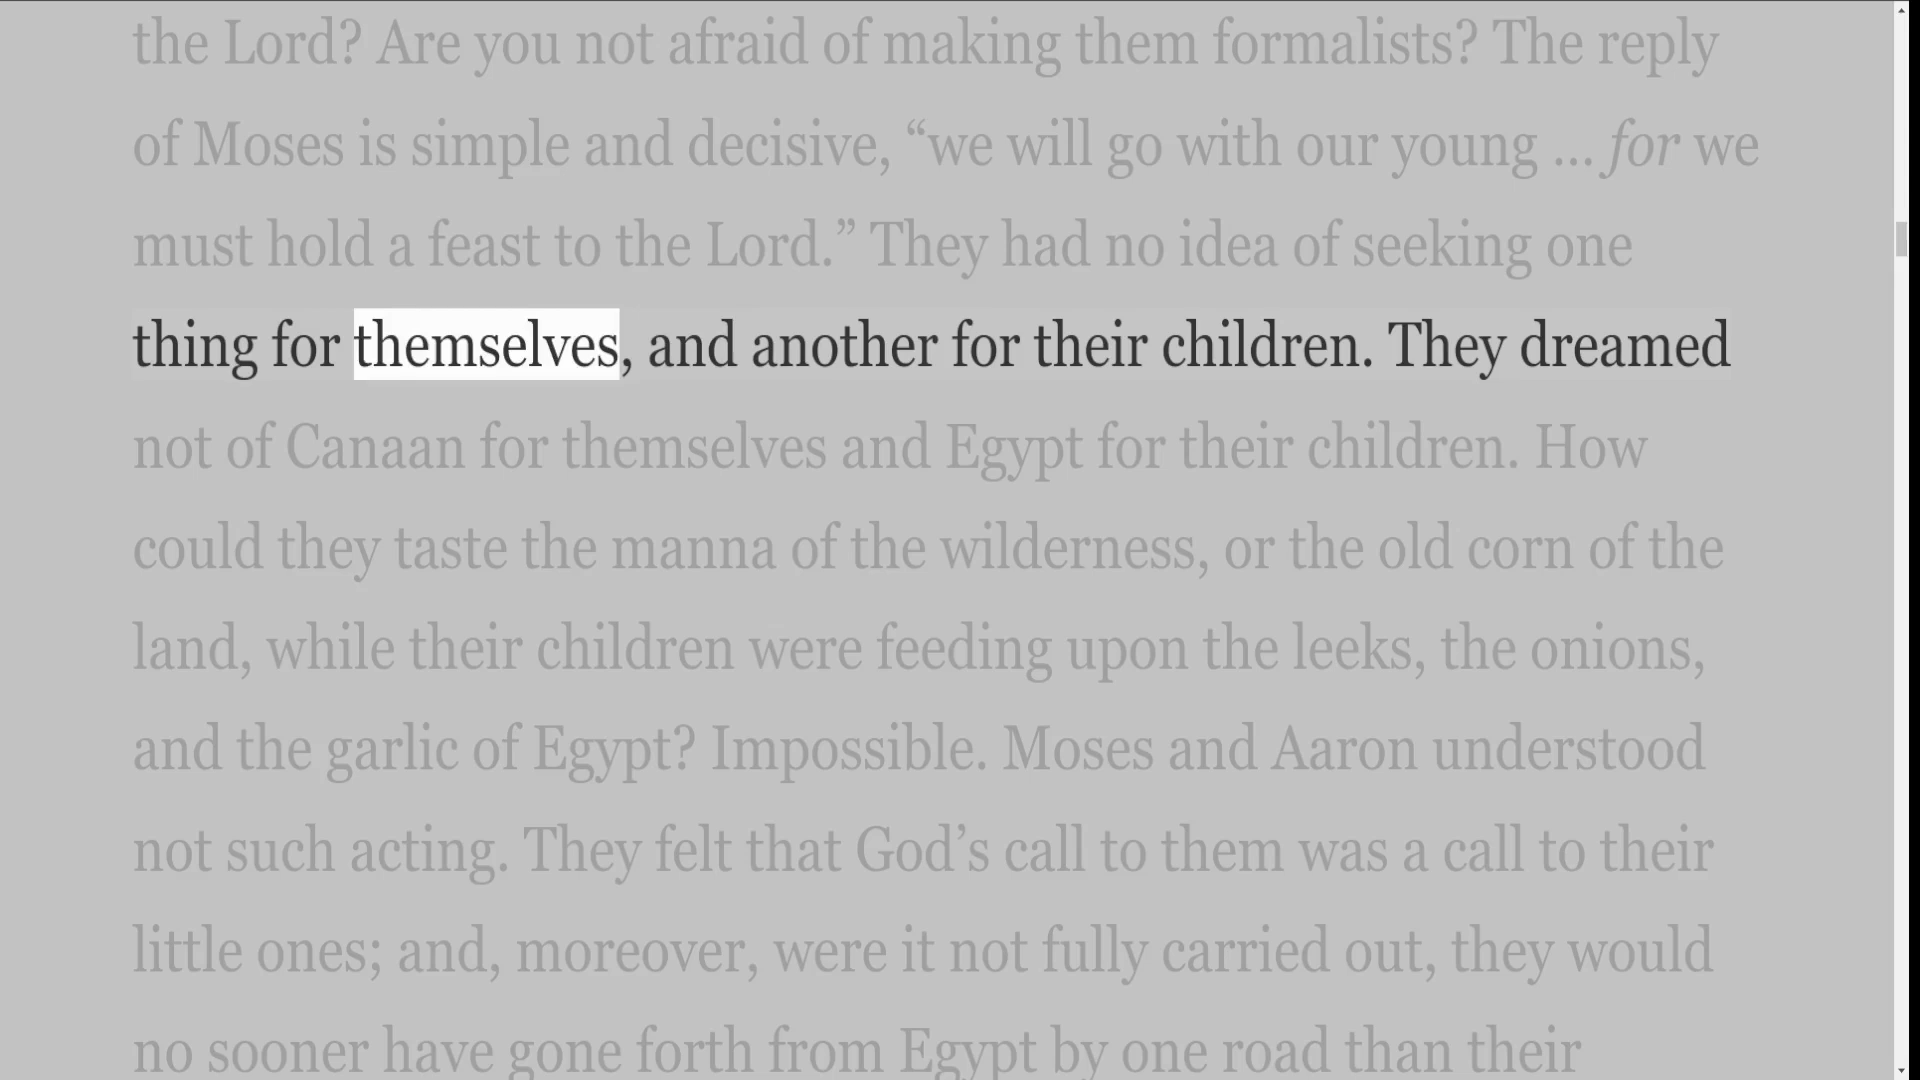 the Lord? Are you not afraid of making them formalists? The reply
of Moses is simple and decisive, “we will go with our young ... for we
must hold a feast to the Lord.” They had no idea of seeking one
thing for themselves, and another for their children. They dreamed
not of Canaan for themselves and Egypt for their children. How
could they taste the manna of the wilderness, or the old corn of the
land, while their children were feeding upon the leeks, the onions,
and the garlic of Egypt? Impossible. Moses and Aaron understood
not such acting. They felt that God’s call to them was a call to their
little ones; and, moreover, were it not fully carried out, they would
no sooner have gone forth from Egypt by one road than their